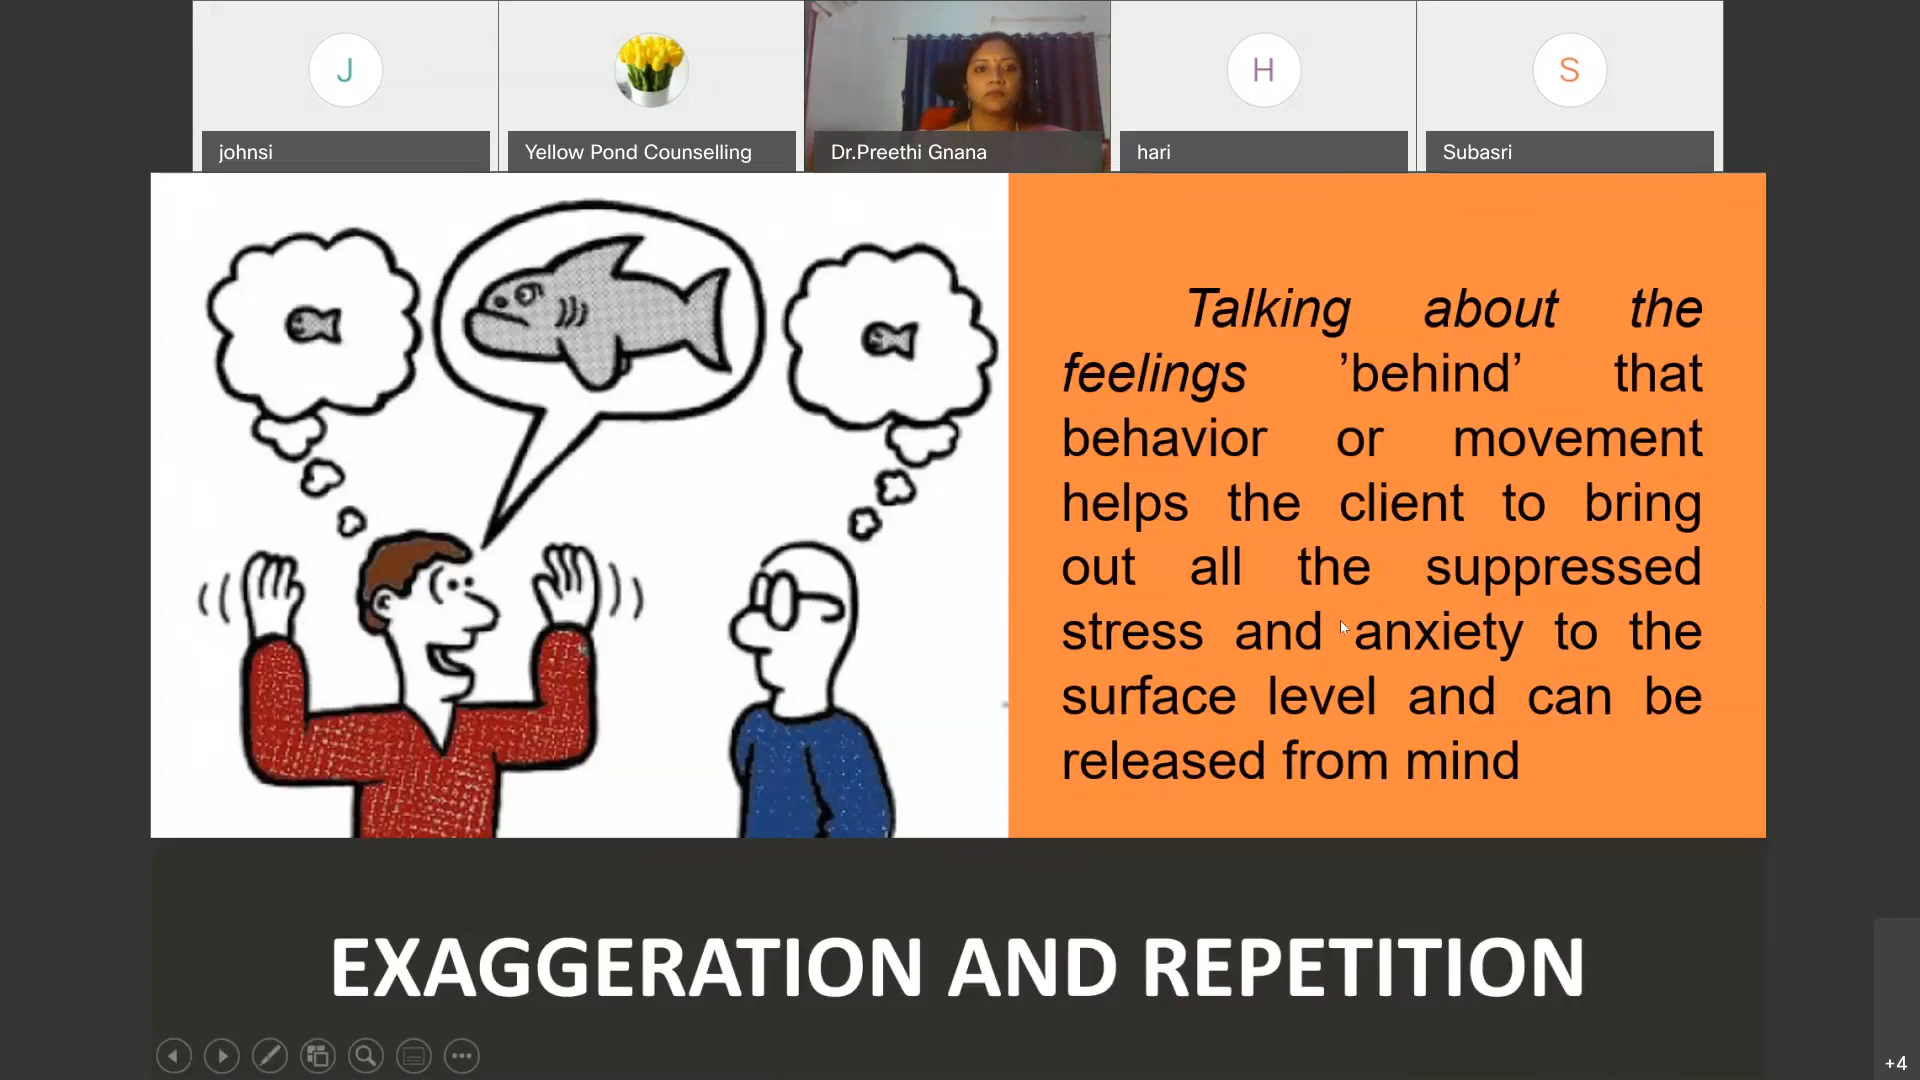 J
H
S
johnsi
Yellow Pond Counselling
Dr.Preethi Gnana
hari
Subasri
Talking about the
feelings ’behind’ that
behavior or movement
helps the client to bring
out all the suppressed
stress and anxiety to the
surface level and can be
released from mind
EXAGGERATION AND REPETITION
+4